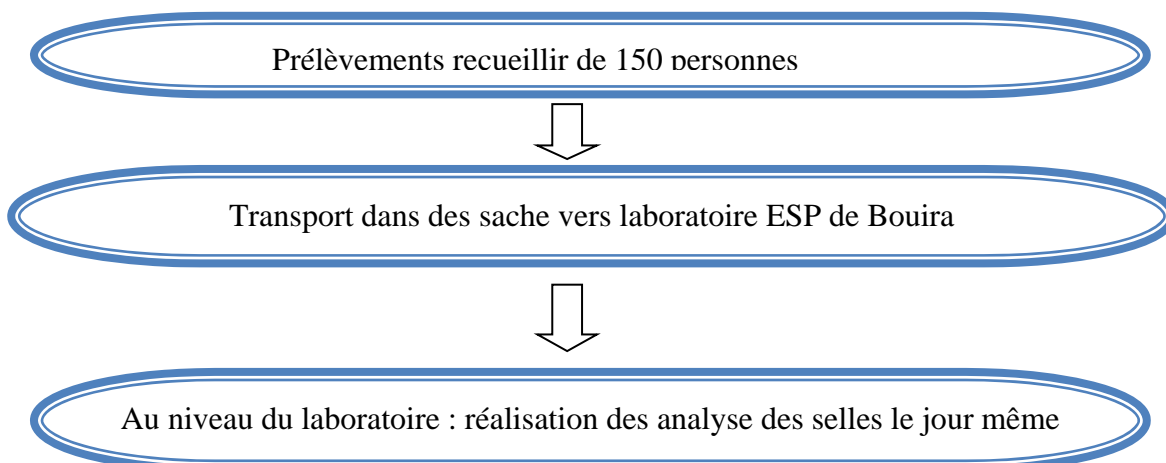 Prélèvements recueillir de 150 personnes
Transport dans des sache vers laboratoire ESP de Bouira
Au niveau du laboratoire : réalisation des analyse des selles le jour même